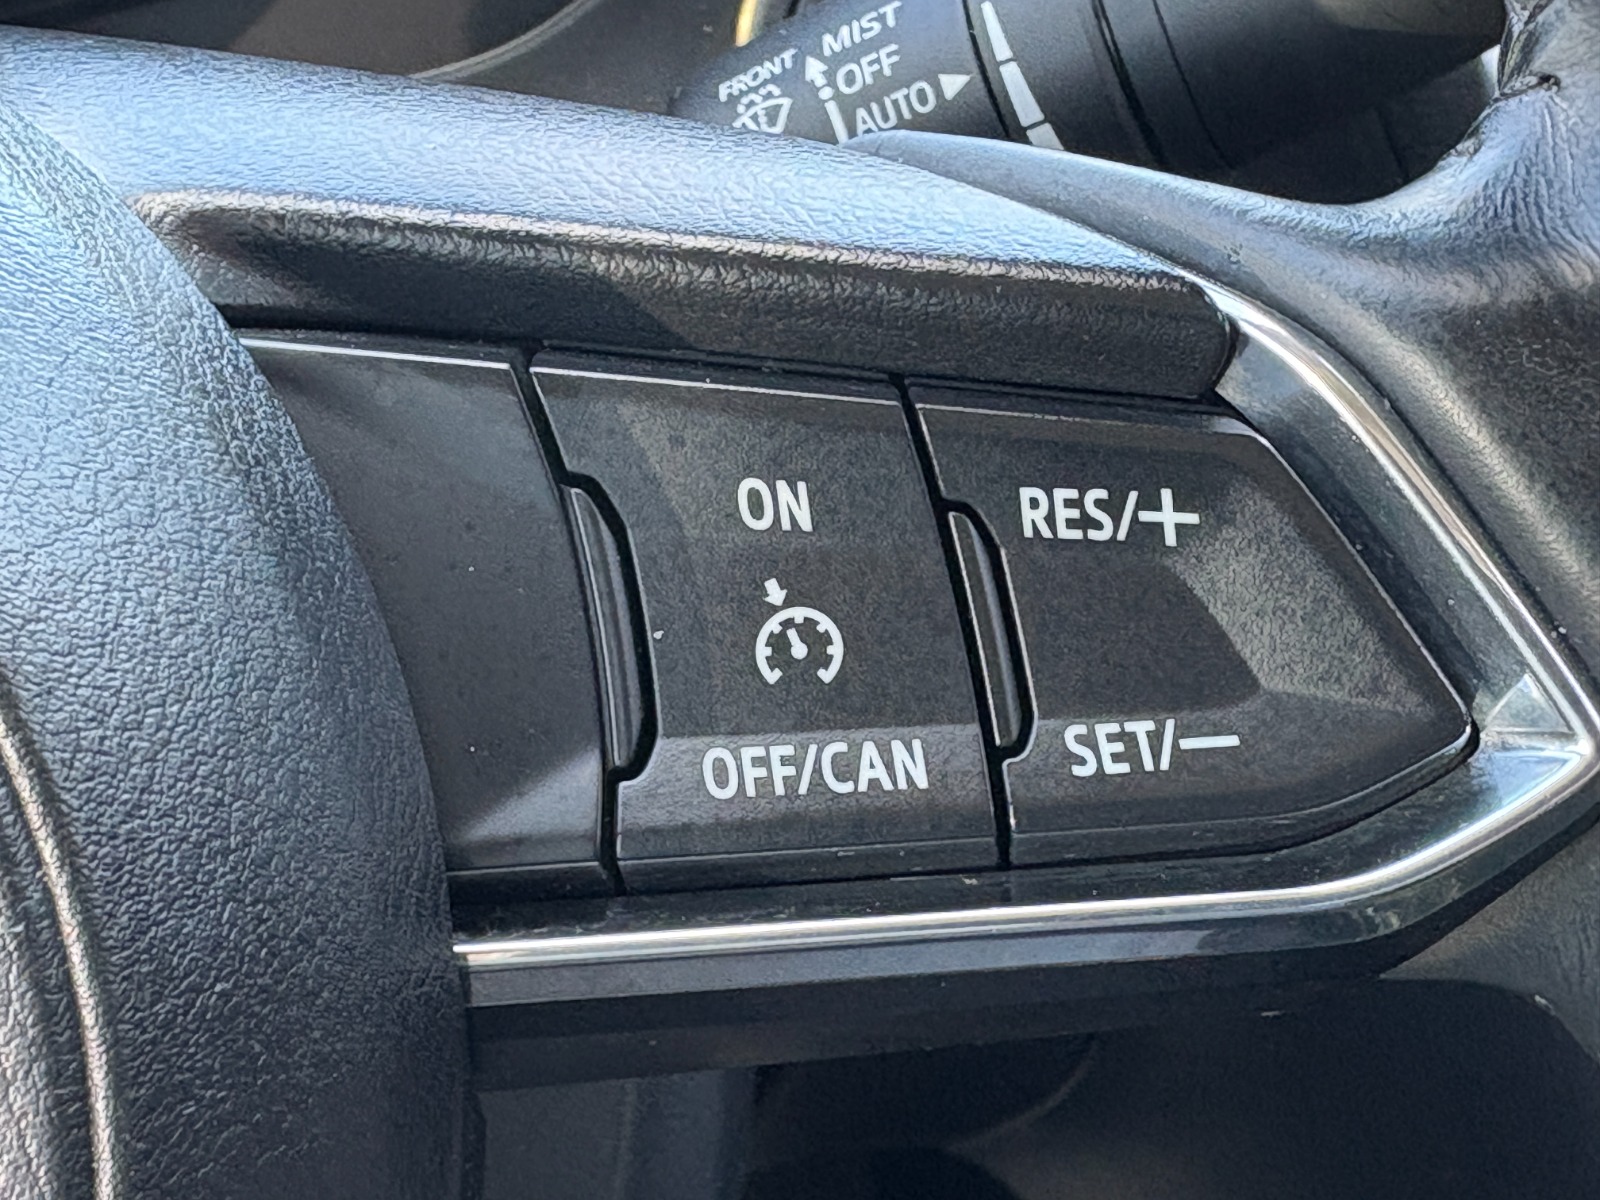 FRONT
MIST
OFF
AUTO
ON
OFF/CAN
RES/+
SET/−